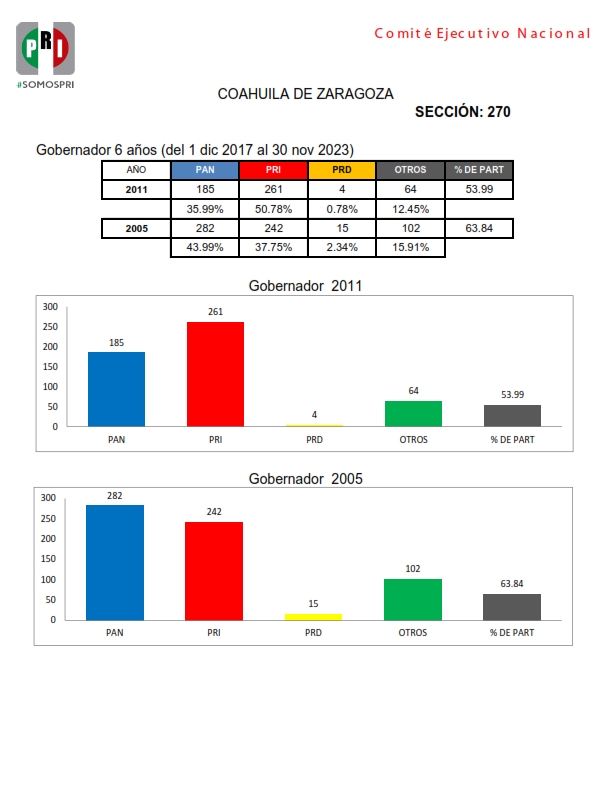 Comité Ejecutivo Nacional
PRI
#SOMOSPRI
COAHUILA DE ZARAGOZA
SECCIÓN: 270
Gobernador 6 años (del 1 dic 2017 al 30 nov 2023)
AÑO PAN PRI PRD OTROS % DE PART
2011 185 261 4 64 53.99
35.99% 50.78% 0.78% 12.45%
2005 282 242 15 102 63.84
43.99% 37.75% 2.34% 15.91%
Gobernador 2011
300
250
200
150
100
50
0
185
261
4
64
53.99
PAN PRI PRD OTROS % DE PART
Gobernador 2005
300
250
200
150
100
50
0
282
242
15
102
63.84
PAN PRI PRD OTROS % DE PART